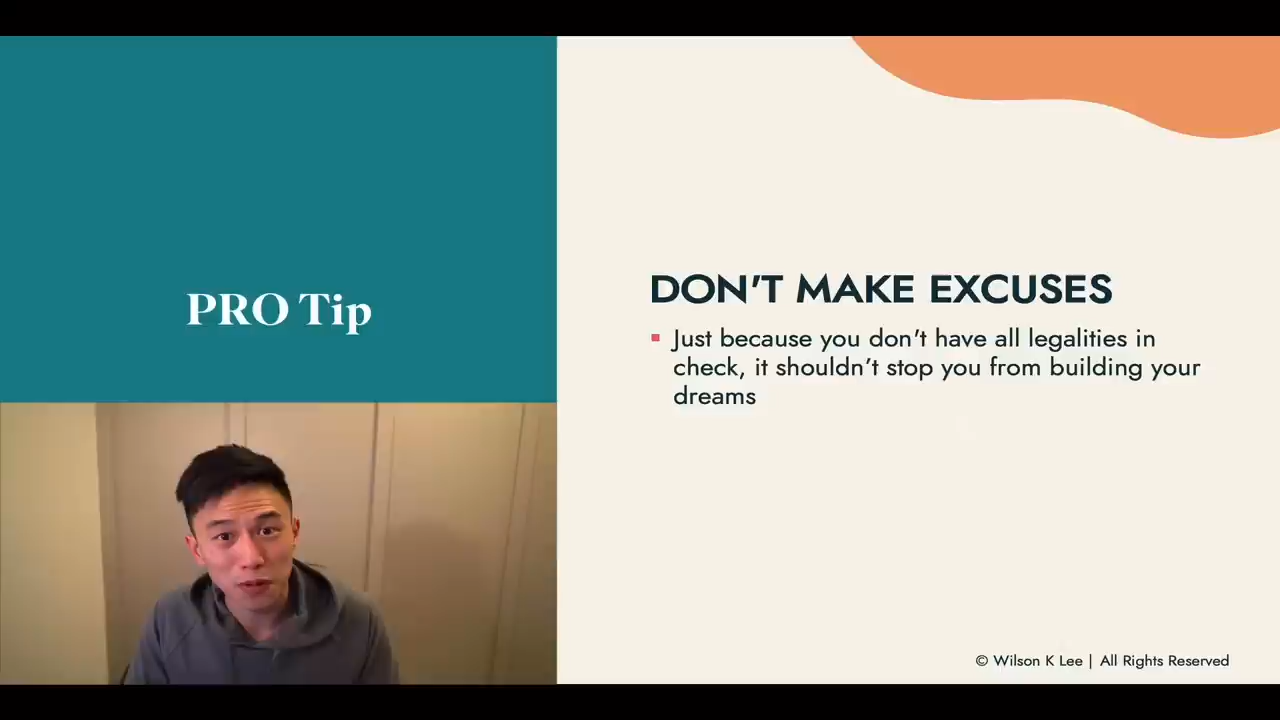 PRO Tip
DON'T MAKE EXCUSES
Just because you don't have all legalities in
check, it shouldn't stop you from building your
dreams
© Wilson K Lee | All Rights Reserved